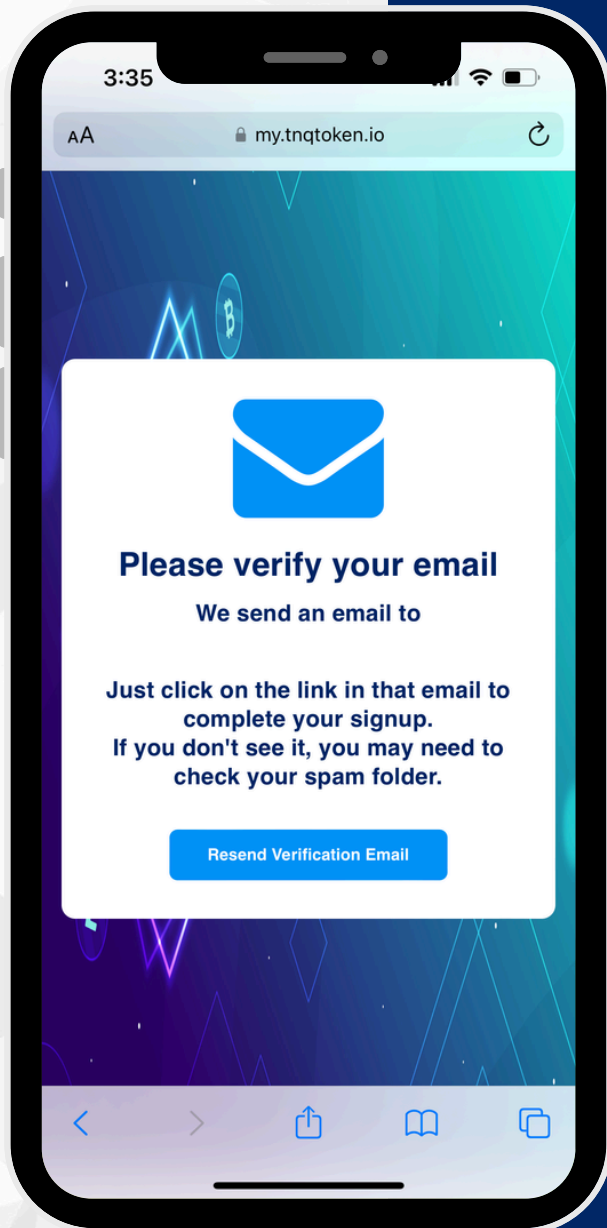 3:35
AA
my.tnqtoken.io
Please verify your email
We send an email to
Just click on the link in that email to
complete your signup.
If you don't see it, you may need to
check your spam folder.
Resend Verification Email